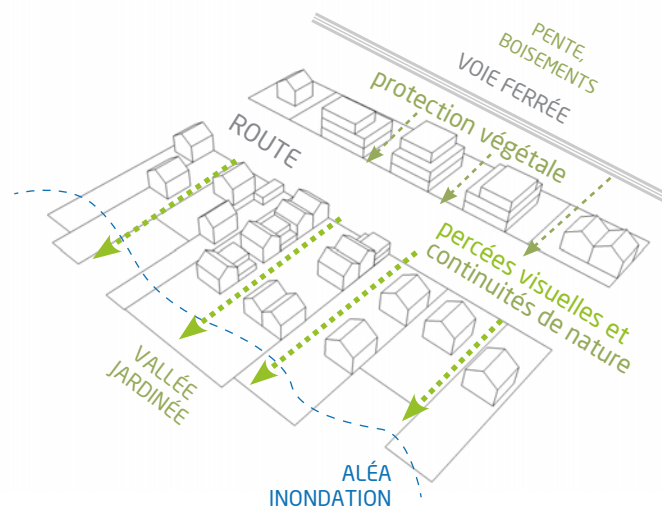 PENTE,
BOISEMENTS
VOIE FERRÉE
protection végétale
ROUTE
percées visuelles et
continuités de nature
VALLÉE
JARDINÉE
ALÉA
INONDATION